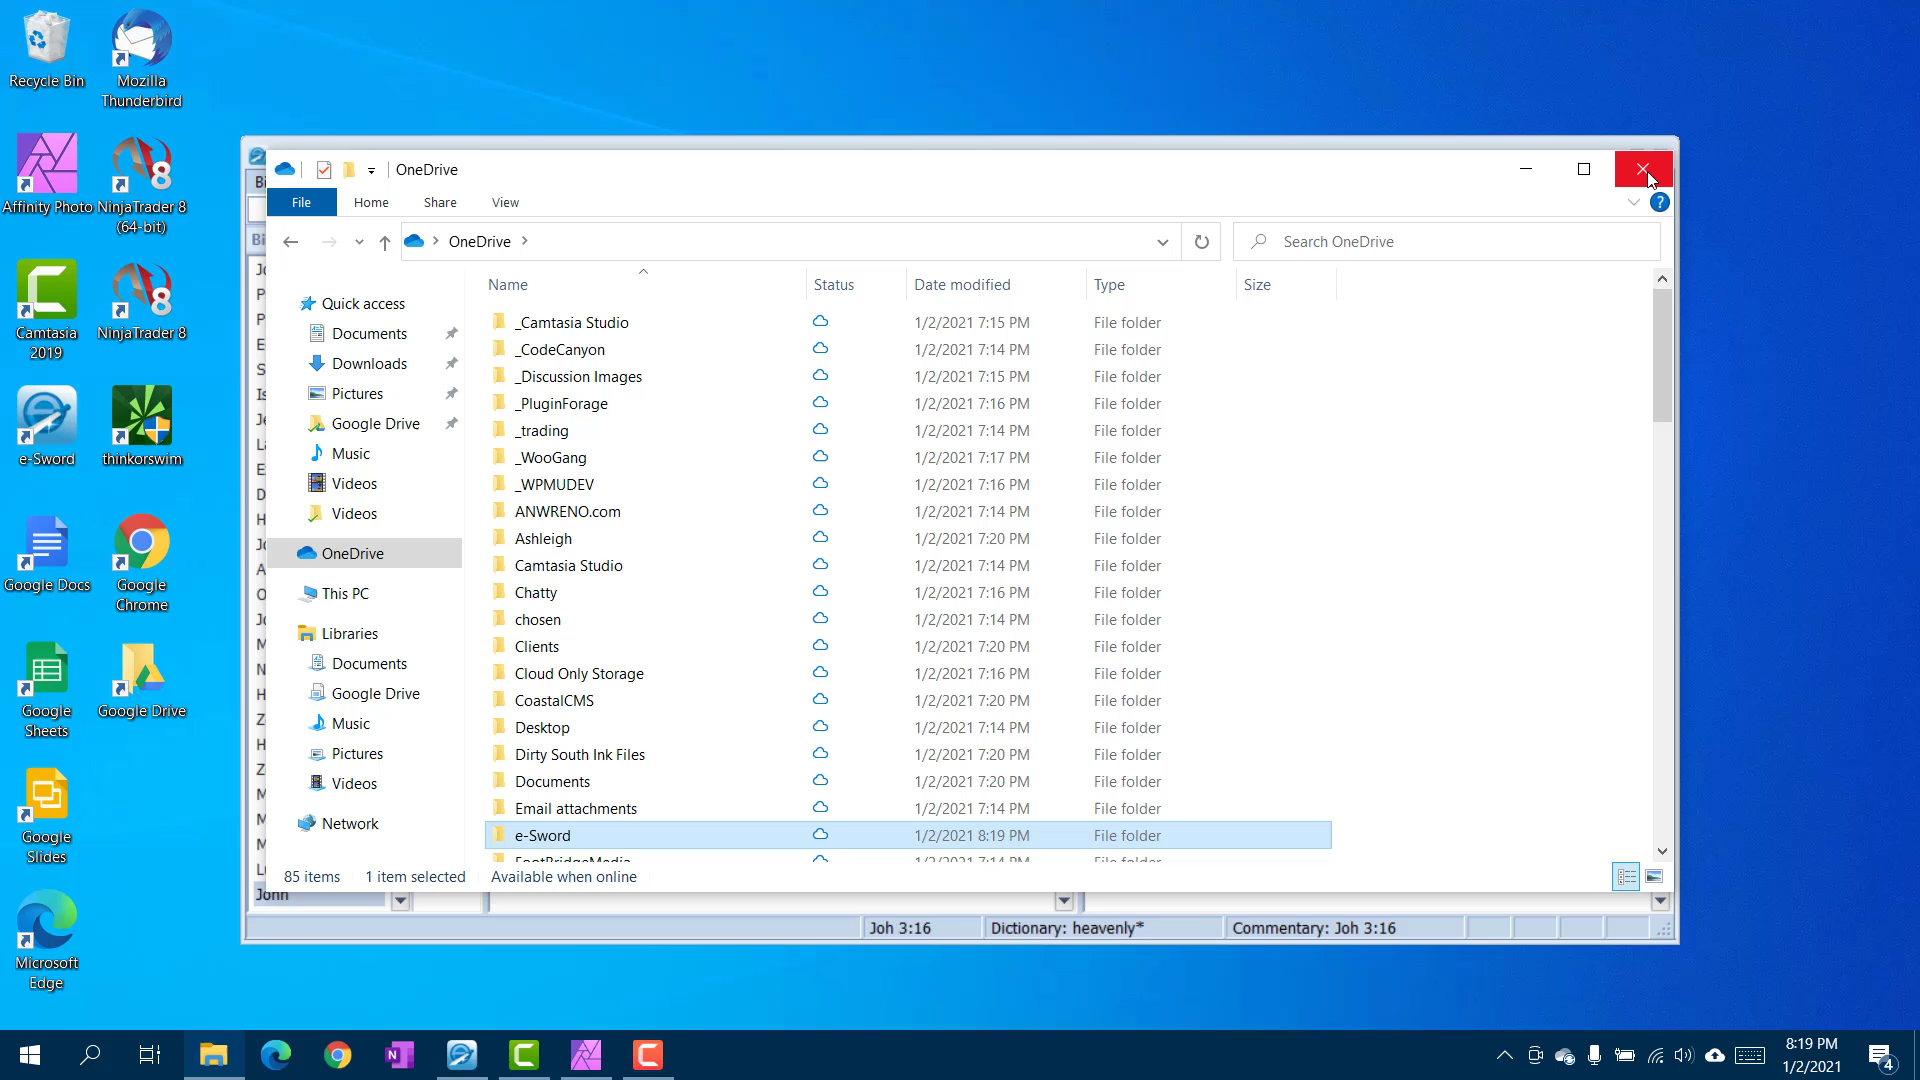 Recycle Bin
Mozilla
Thunderbird
Affinity Photo
NinjaTrader 8
(64-bit)
Camtasia
2019
NinjaTrader 8
e-Sword
thinkorswim
Google Docs
Google
Chrome
Google
Sheets
Google Drive
Google
Slides
Microsoft
Edge
OneDrive
File
Home
Share
View
?
OneDrive
Search OneDrive
Name
Status
Date modified
Type
Size
Quick access
Documents
Downloads
Pictures
Google Drive
Music
Videos
Videos
OneDrive
This PC
Libraries
Documents
Google Drive
Music
Pictures
Videos
Network
_Camtasia Studio 1/2/2021 7:15 PM File folder
_CodeCanyon 1/2/2021 7:14 PM File folder
_Discussion Images 1/2/2021 7:15 PM File folder
_PluginForage 1/2/2021 7:16 PM File folder
_trading 1/2/2021 7:14 PM File folder
_WooGang 1/2/2021 7:17 PM File folder
_WPMUDEV 1/2/2021 7:16 PM File folder
ANWRENO.com 1/2/2021 7:14 PM File folder
Ashleigh 1/2/2021 7:20 PM File folder
Camtasia Studio 1/2/2021 7:14 PM File folder
Chatty 1/2/2021 7:16 PM File folder
chosen 1/2/2021 7:14 PM File folder
Clients 1/2/2021 7:20 PM File folder
Cloud Only Storage 1/2/2021 7:16 PM File folder
CoastalCMS 1/2/2021 7:20 PM File folder
Desktop 1/2/2021 7:14 PM File folder
Dirty South Ink Files 1/2/2021 7:20 PM File folder
Documents 1/2/2021 7:20 PM File folder
Email attachments 1/2/2021 7:14 PM File folder
e-Sword 1/2/2021 8:19 PM File folder
FootBridgeMedia 1/2/2021 7:14 PM File folder
85 items
1 item selected
Available when online
John
Joh 3:16
Dictionary: heavenly*
Commentary: Joh 3:16
8:19 PM
1/2/2021
4